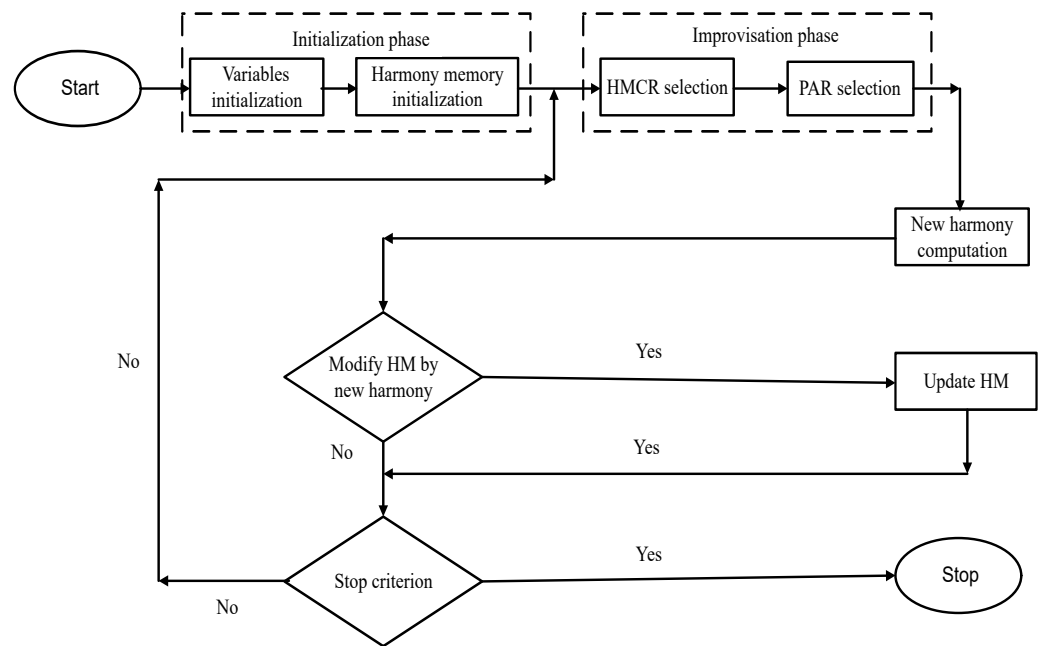 Initialization phase
Improvisation phase
Start
Variables
initialization
Harmony memory
initialization
HMCR selection
PAR selection
New harmony
computation
No
Modify HM by
new harmony
Yes
Update HM
No
Yes
Stop criterion
Yes
Stop
No